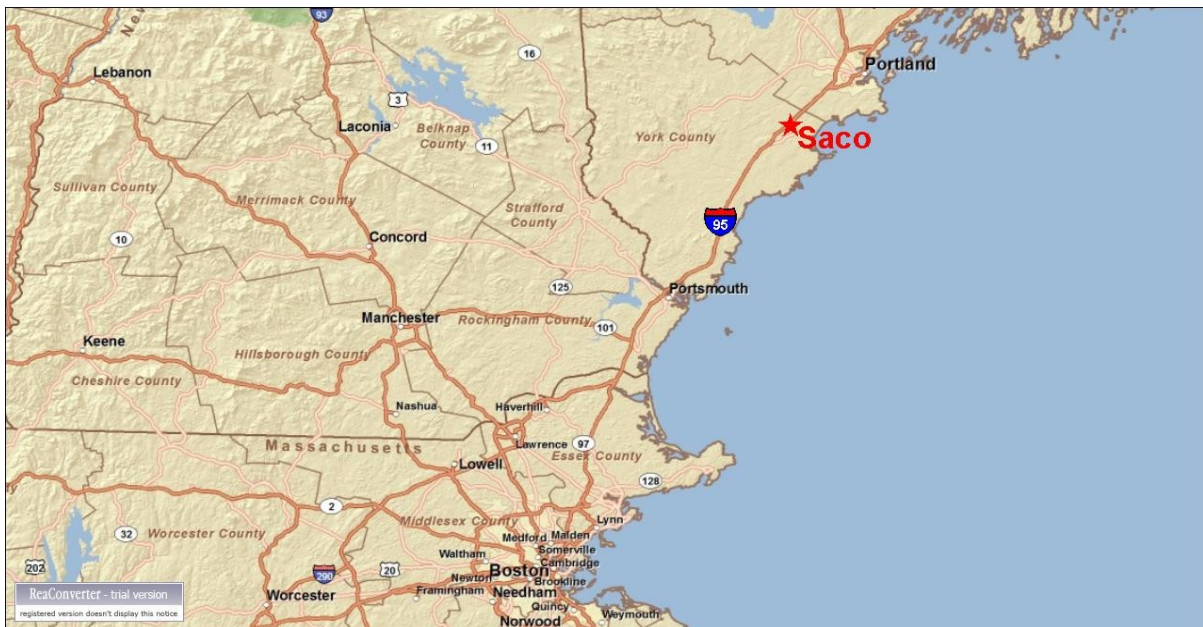 93
16
Portland
Lebanon
3
Laconia
Belknap
County
11
York County
Saco
Sullivan County
Merrimack County
Strafford
County
95
10
Concord
125
Portsmouth
Manchester
Rockingham County
101
Keene
Hillsborough County
Cheshire County
Nashua
Haverhill
Massachusetts
Lawrence
97
Essex County
Lowell
128
2
Middlesex County
Lynn
32
Worcester County
Medford
Malden
Somerville
Waltham
Cambridge
202
290
20
Newton
Boston
Brookline
Framingham
Needham
Worcester
Quincy
Norwood
Weymouth
ReaConverter - trial version
registered version doesn't display this notice